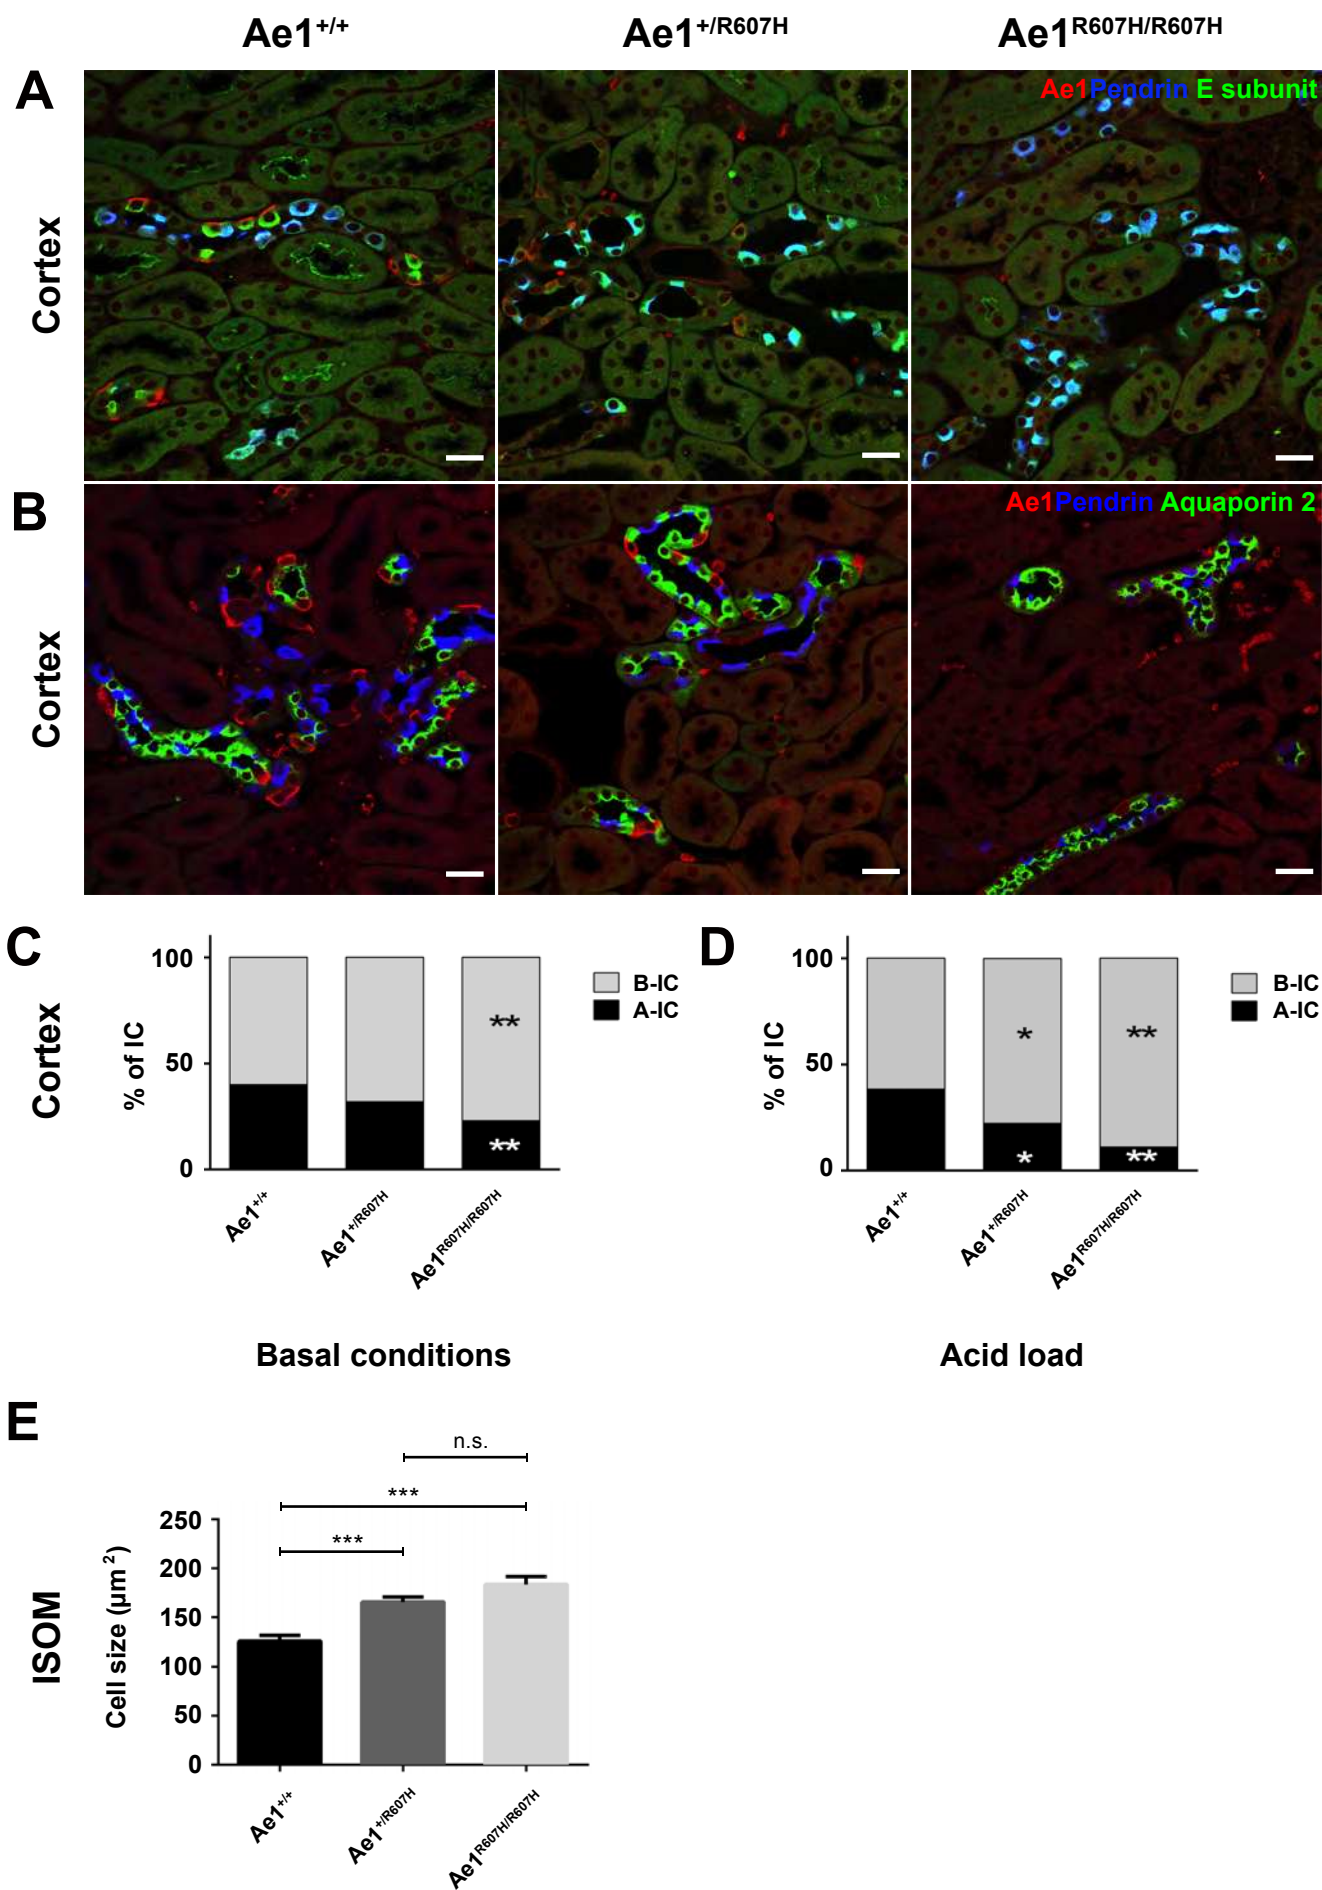 Ae1+/+ Ae1+/R607H Ae1R607H/R607H
A
Cortex
Ae1Pendrin E subunit
B
Cortex
Ae1Pendrin Aquaporin 2
C
Cortex
% of IC
100
50
0
** 
**
B-IC
A-IC
Ae1+/+
Ae1+/R607H
Ae1R607H/R607H
Basal conditions
D
% of IC
100
50
0
* **
* **
B-IC
A-IC
Ae1+/+
Ae1+/R607H
Ae1R607H/R607H
Acid load
E
ISOM
Cell size (µm2)
250
200
150
100
50
0
n.s.
***
***
Ae1+/+
Ae1+/R607H
Ae1R607H/R607H